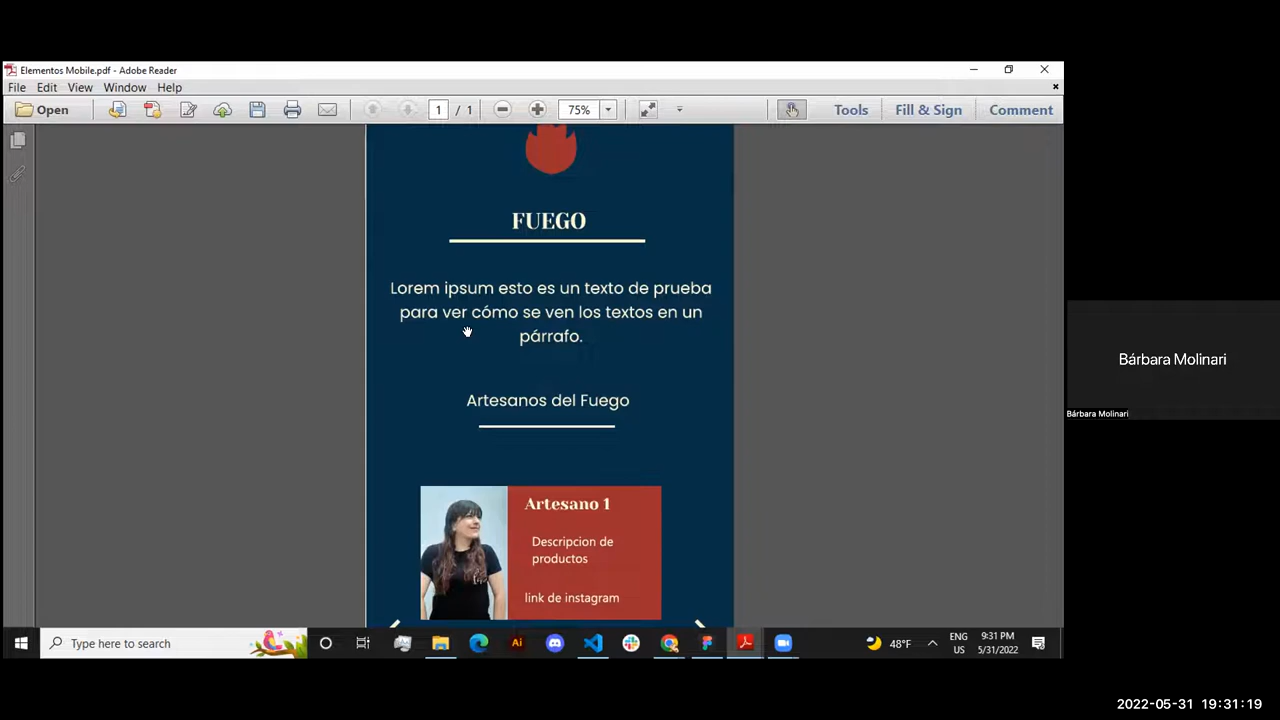 Elementos Mobile.pdf - Adobe Reader
File Edit View Window Help
Open 1 / 1 75% Tools Fill & Sign Comment
FUEGO
Lorem ipsum esto es un texto de prueba
para ver cómo se ven los textos en un
párrafo.
Artesanos del Fuego
Artesano 1
Descripcion de
productos
link de instagram
Bárbara Molinari
Bárbara Molinari
Type here to search
Ai
48°F
ENG
US
9:31 PM
5/31/2022
2022-05-31 19:31:19